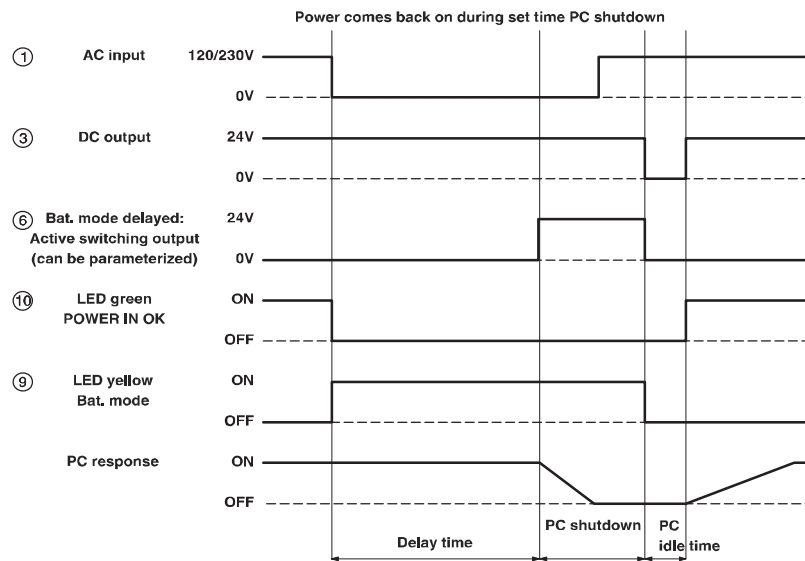 Power comes back on during set time PC shutdown
1 AC input 120/230V
0V
3 DC output 24V
0V
6 Bat. mode delayed: 24V
Active switching output
(can be parameterized) 0V
10 LED green ON
POWER IN OK
OFF
9 LED yellow ON
Bat. mode
OFF
PC response ON
OFF
Delay time PC shutdown PC
idle time